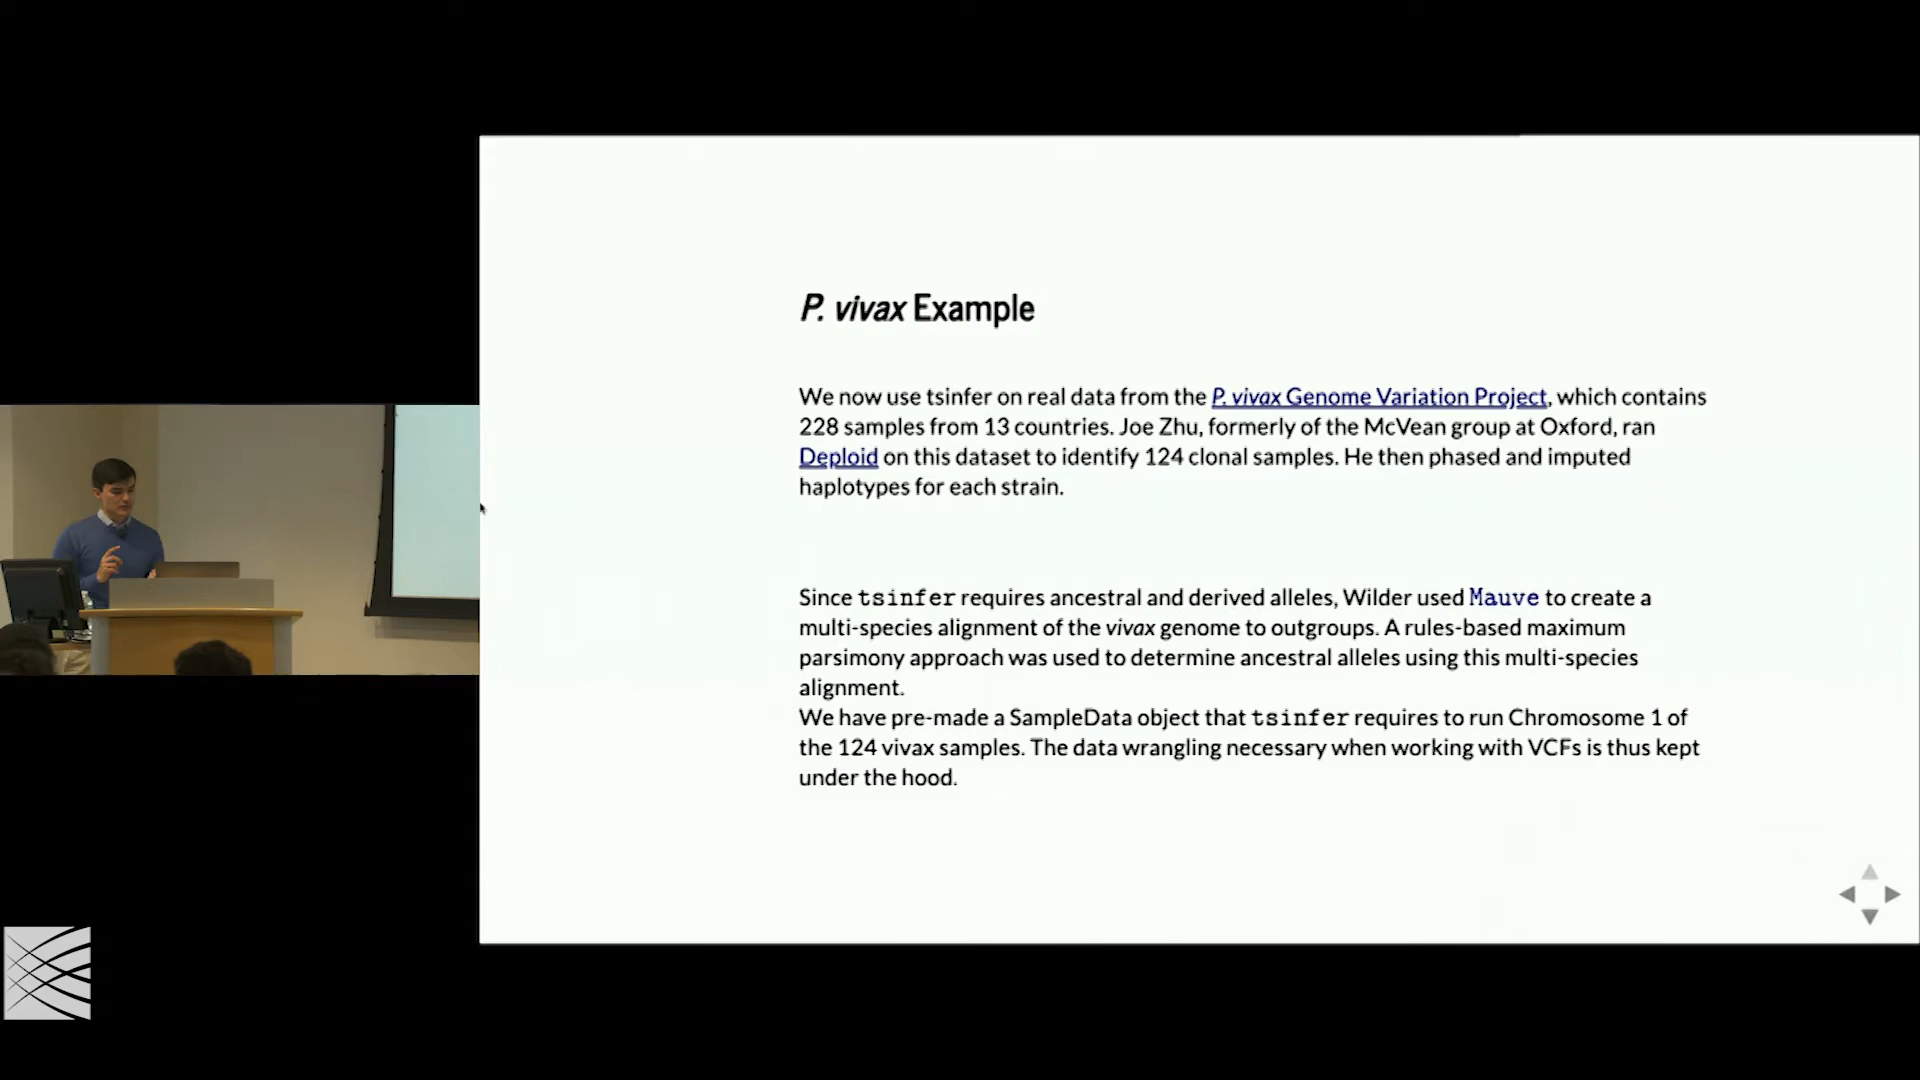 P. vivax Example
We now use tsinfer on real data from the P. vivax Genome Variation Project, which contains
228 samples from 13 countries. Joe Zhu, formerly of the McVean group at Oxford, ran
Deploid on this dataset to identify 124 clonal samples. He then phased and imputed
haplotypes for each strain.
Since tsinfer requires ancestral and derived alleles, Wilder used Mauve to create a
multi-species alignment of the vivax genome to outgroups. A rules-based maximum
parsimony approach was used to determine ancestral alleles using this multi-species
alignment.
We have pre-made a SampleData object that tsinfer requires to run Chromosome 1 of
the 124 vivax samples. The data wrangling necessary when working with VCFs is thus kept
under the hood.